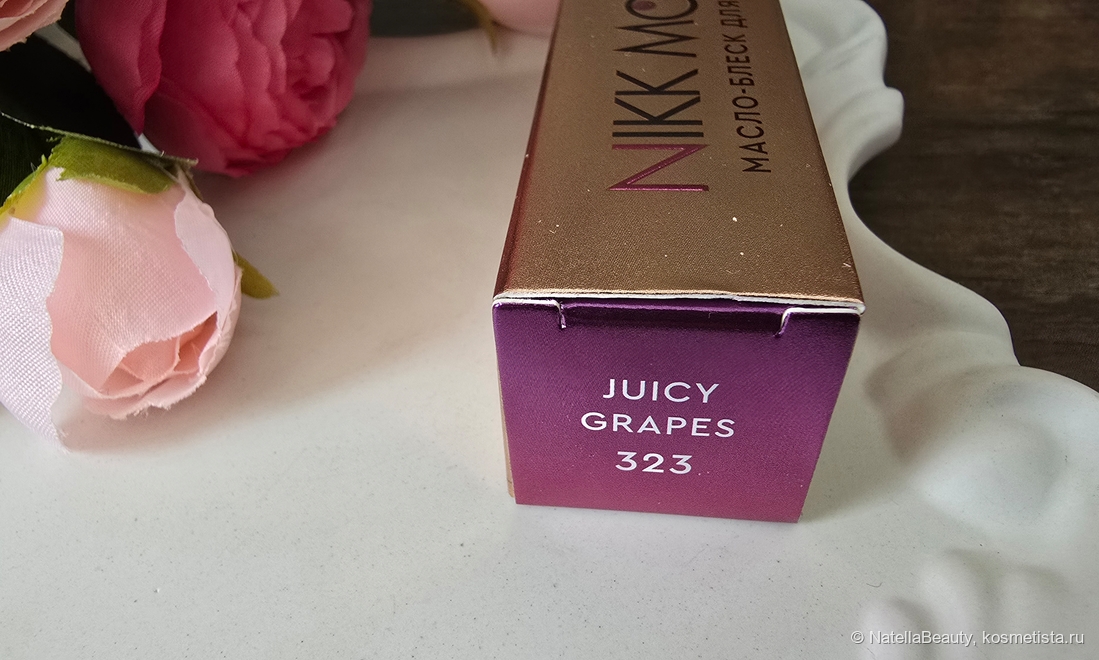 NIKK MO
МАСЛО-БЛЕСК ДЛЯ
JUICY
GRAPES
323
© NatellaBeauty, kosmetista.ru